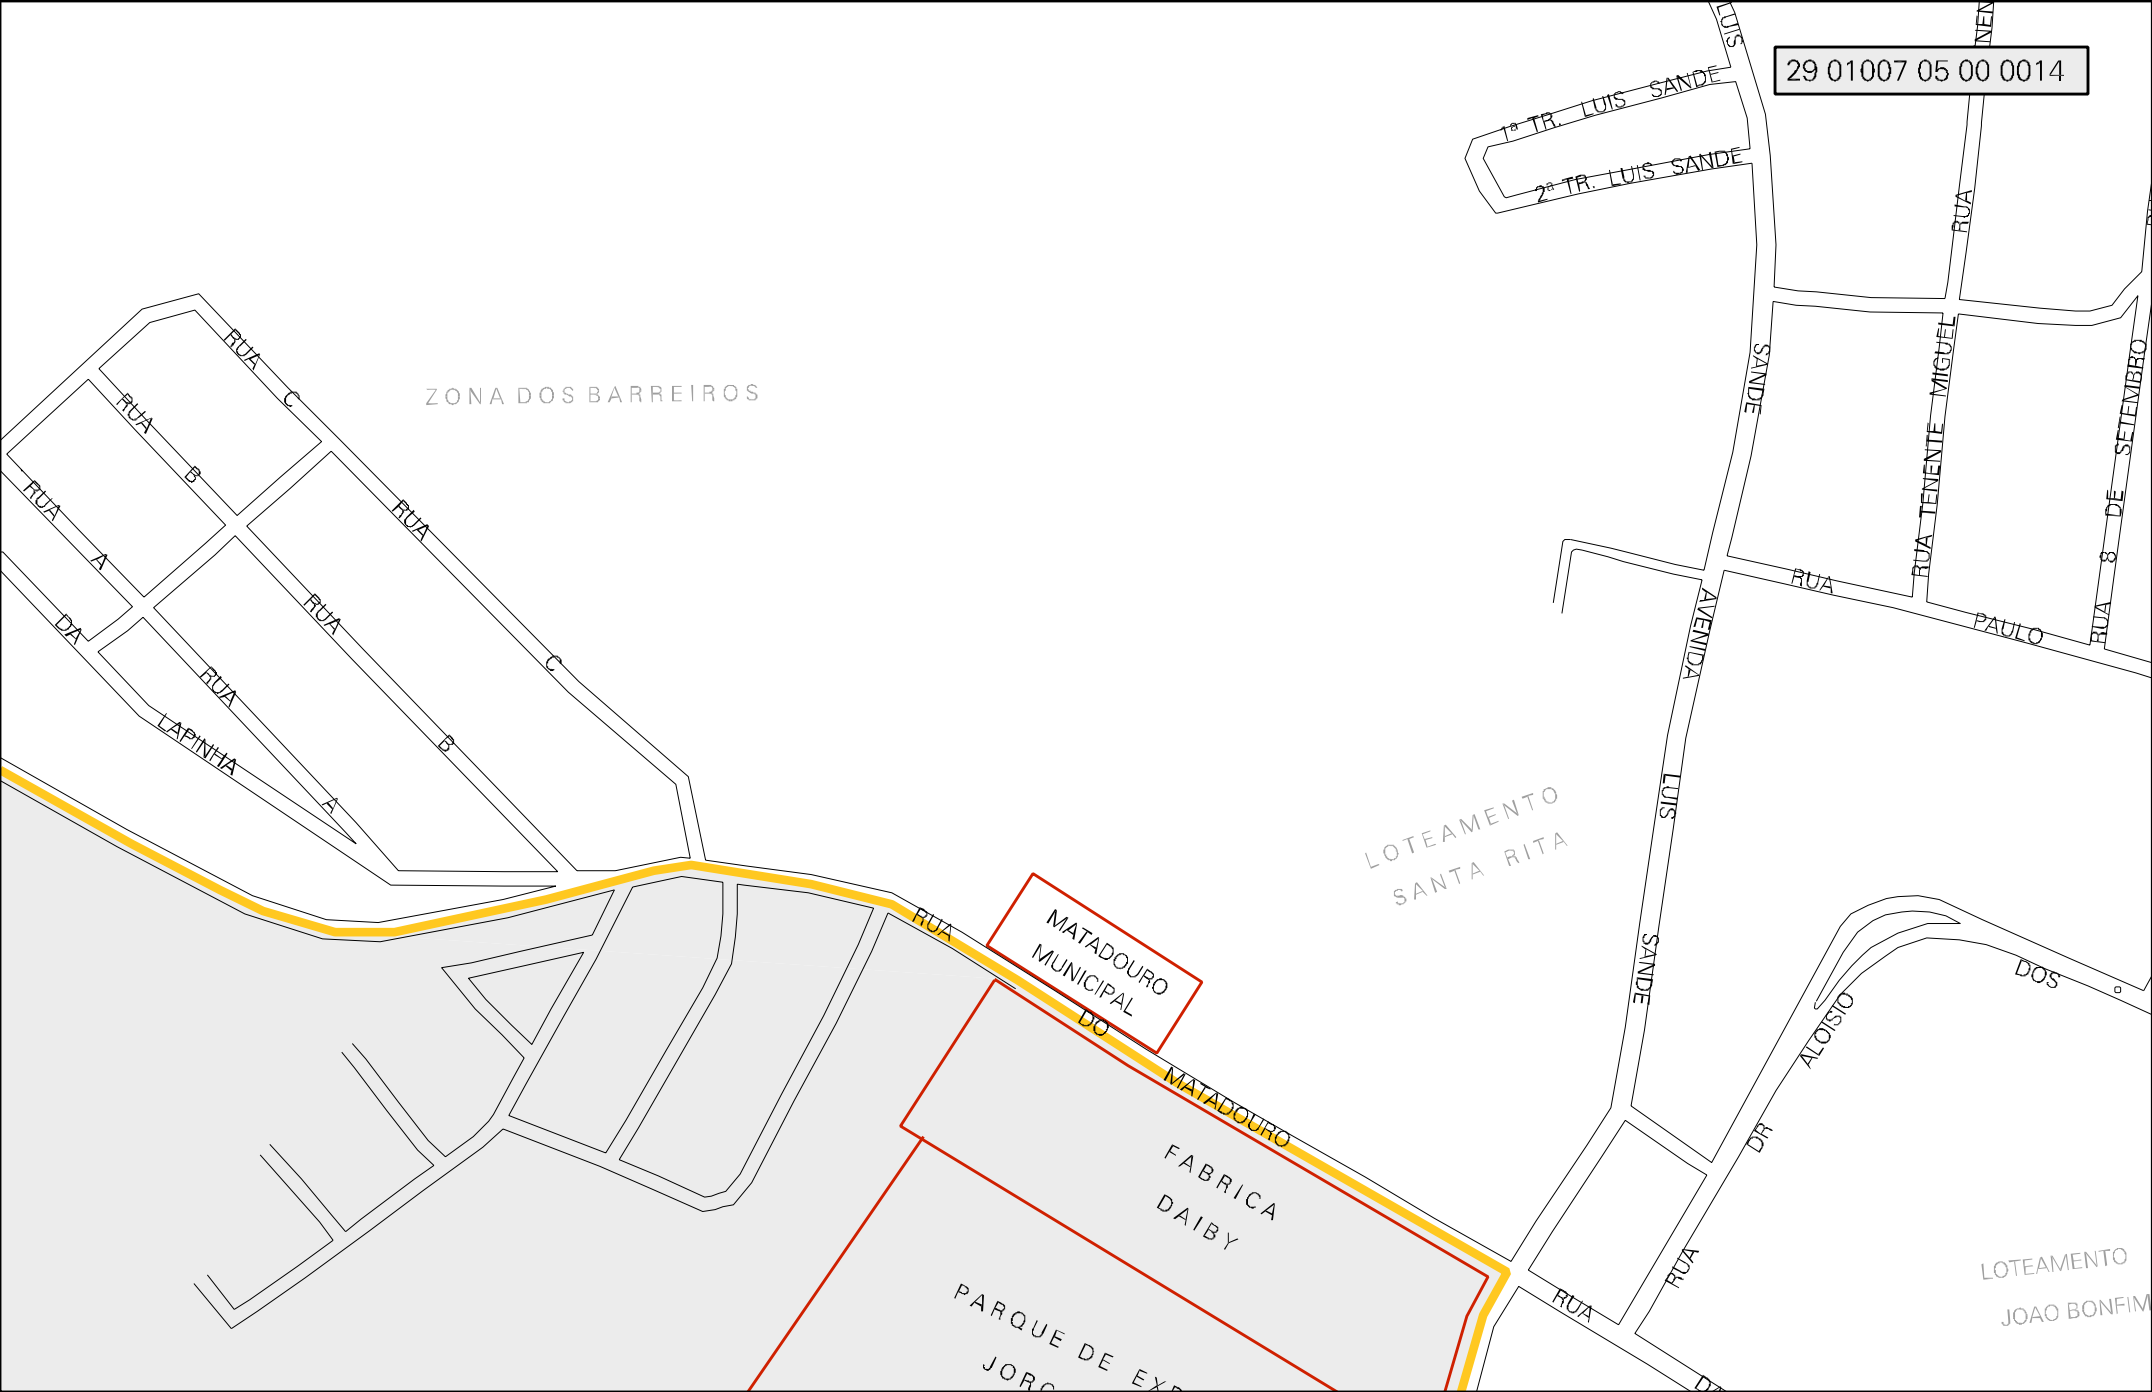 LUIS
29 01007 05 00 0014
1ª TR. LUIS SANDE
2ª TR. LUIS SANDE
RUA
RUA C
ZONA DOS BARREIROS
RUA B
RUA A
RUA C
SANDE
RUA TENENTE MIGUEL
RUA 8 DE SETEMBRO
RUA PAULO
AVENIDA LUIS SANDE
DA LAPINHA
RUA B
RUA A
LOTEAMENTO
SANTA RITA
RUA DO MATADOURO
MATADOURO
MUNICIPAL
DOS
RUA DR ALOISIO
FABRICA
DAIBY
PARQUE DE
RUA
DA
LOTEAMENTO
JOAO BONFIM